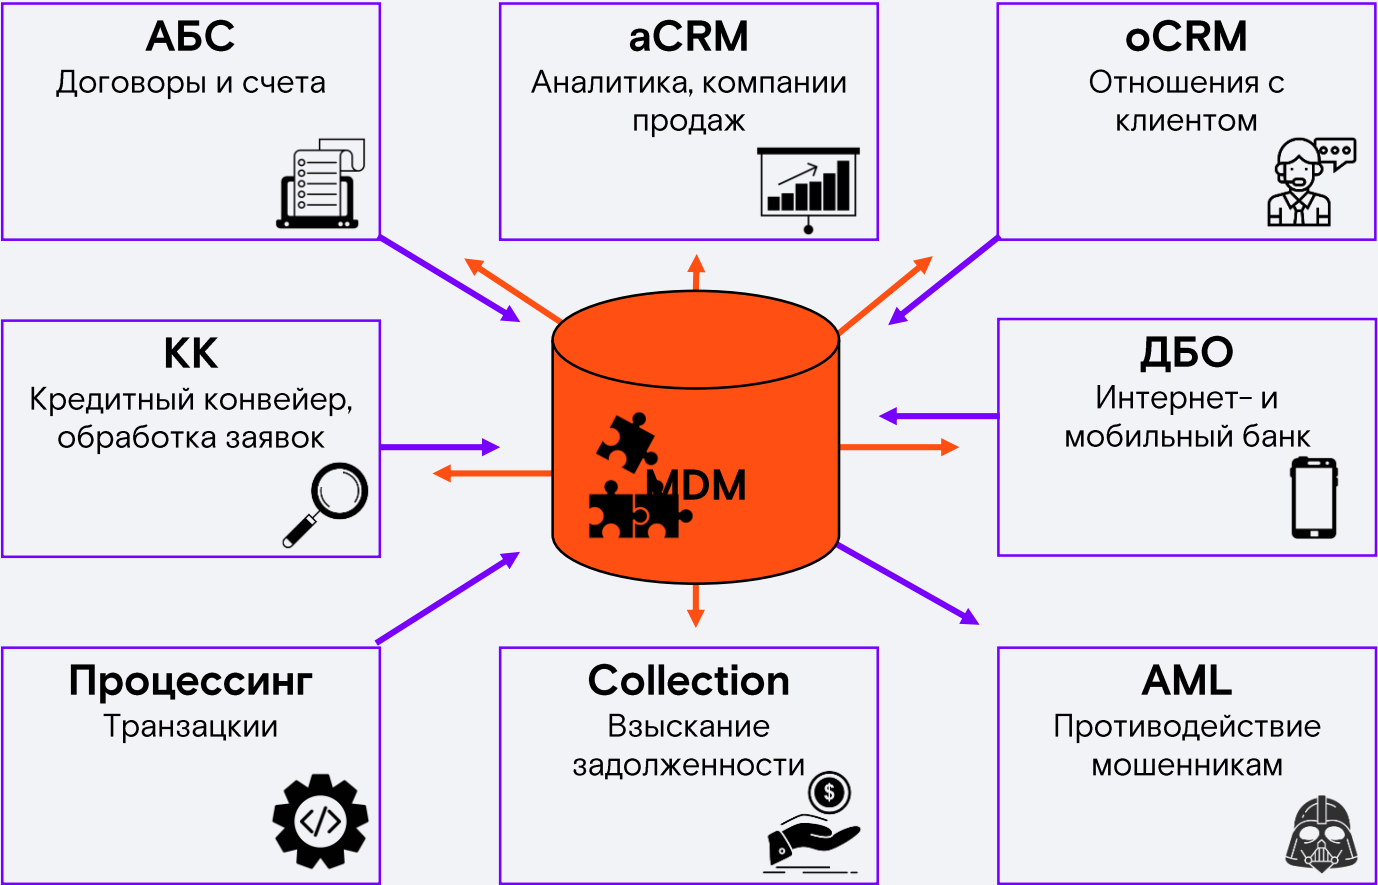 АБС
Договоры и счета
aCRM
Аналитика, компании
продаж
oCRM
Отношения с
клиентом
КК
Кредитный конвейер,
обработка заявок
MDM
ДБО
Интернет- и
мобильный банк
Процессинг
Транзацкии
Collection
Взыскание
задолженности
$
AML
Противодействие
мошенникам
</>